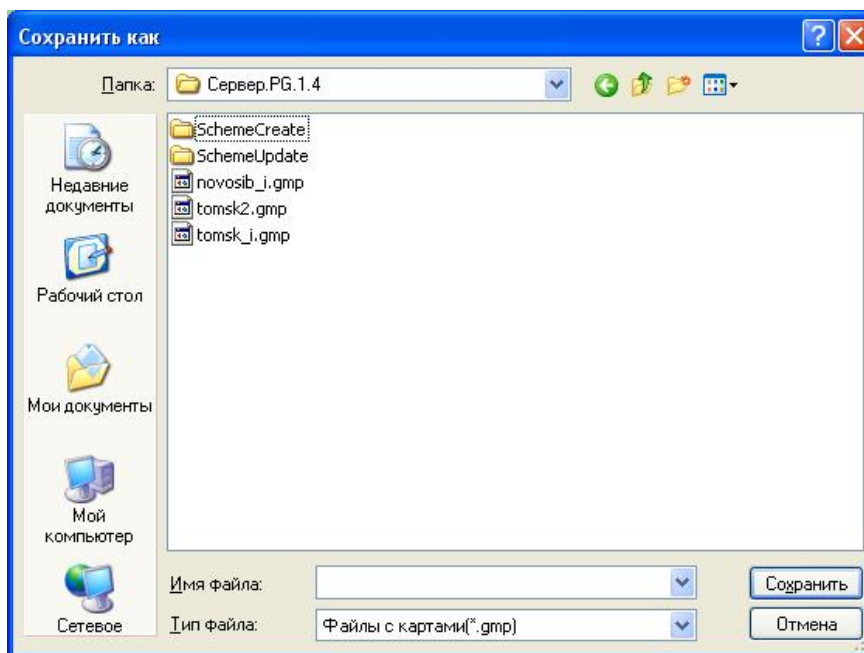 Сохранить как
Папка:
Сервер.PG.1.4
SchemeCreate
SchemeUpdate
novosib_i.gmp
tomsk2.gmp
tomsk_i.gmp
Недавние
документы
Рабочий стол
Мои документы
Мой
компьютер
Сетевое
Имя файла:
Сохранить
Тип файла:
Файлы с картами(*.gmp)
Отмена